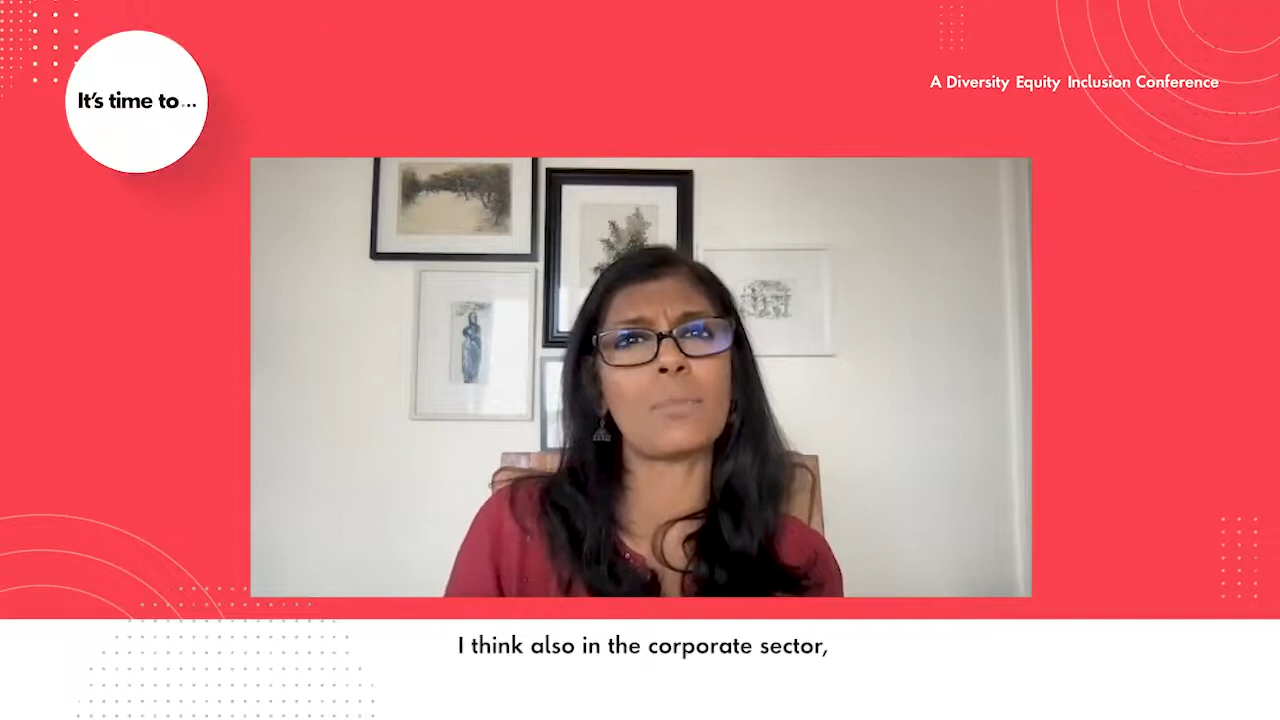 It's time to...
A Diversity Equity Inclusion Conference
I think also in the corporate sector,